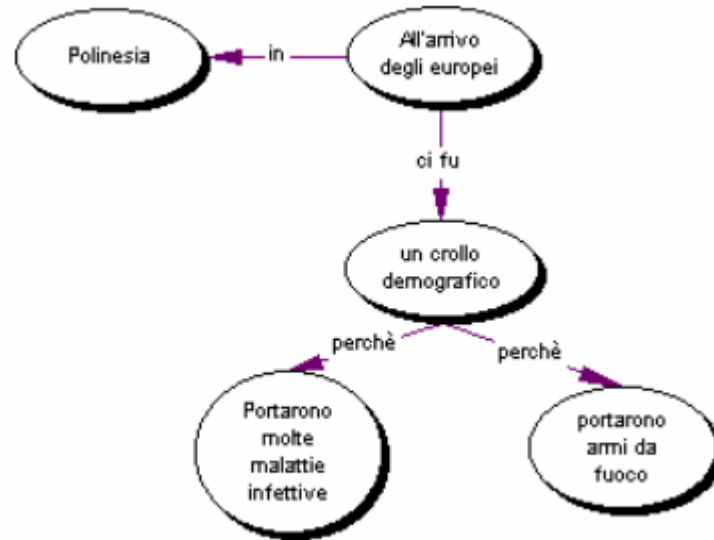 Polinesia
in
All'arrivo
degli europei
ci fu
un crollo
demografico
perchè
perchè
Portarono
molte
malattie
infettive
portarono
armi da
fuoco